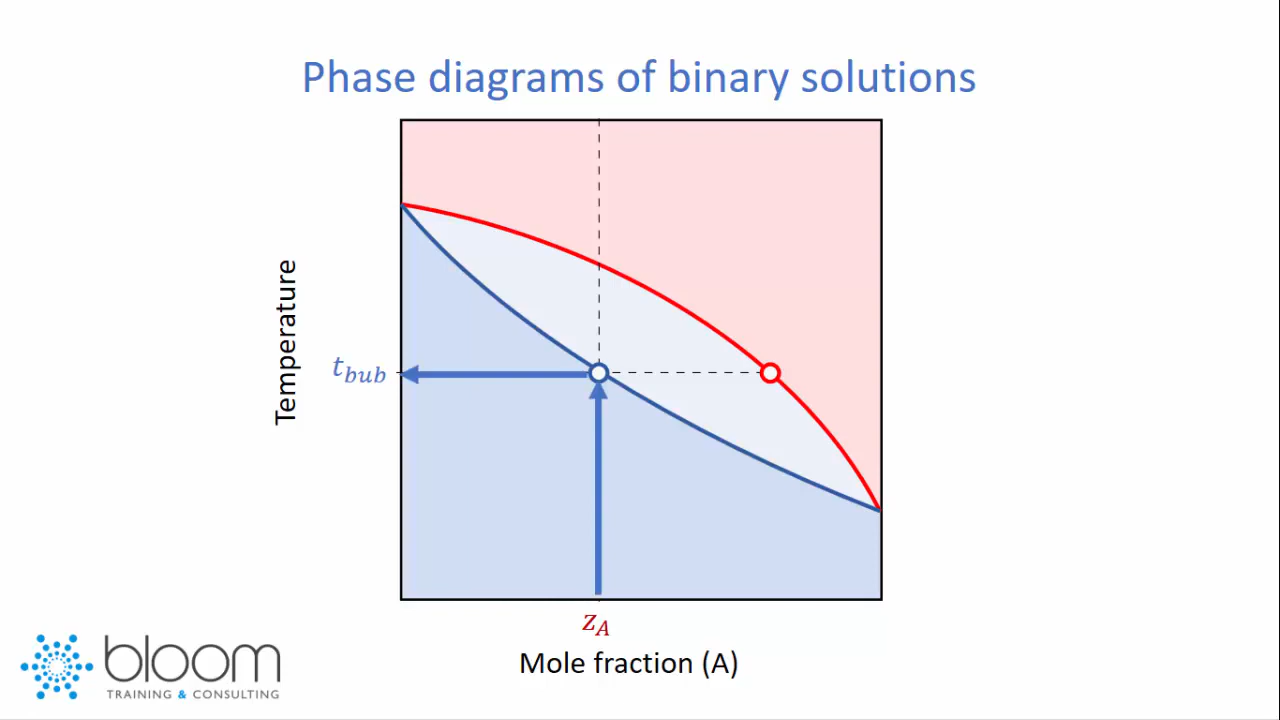 Phase diagrams of binary solutions
Temperature
t_bub
z_A
Mole fraction (A)
bloom
TRAINING & CONSULTING